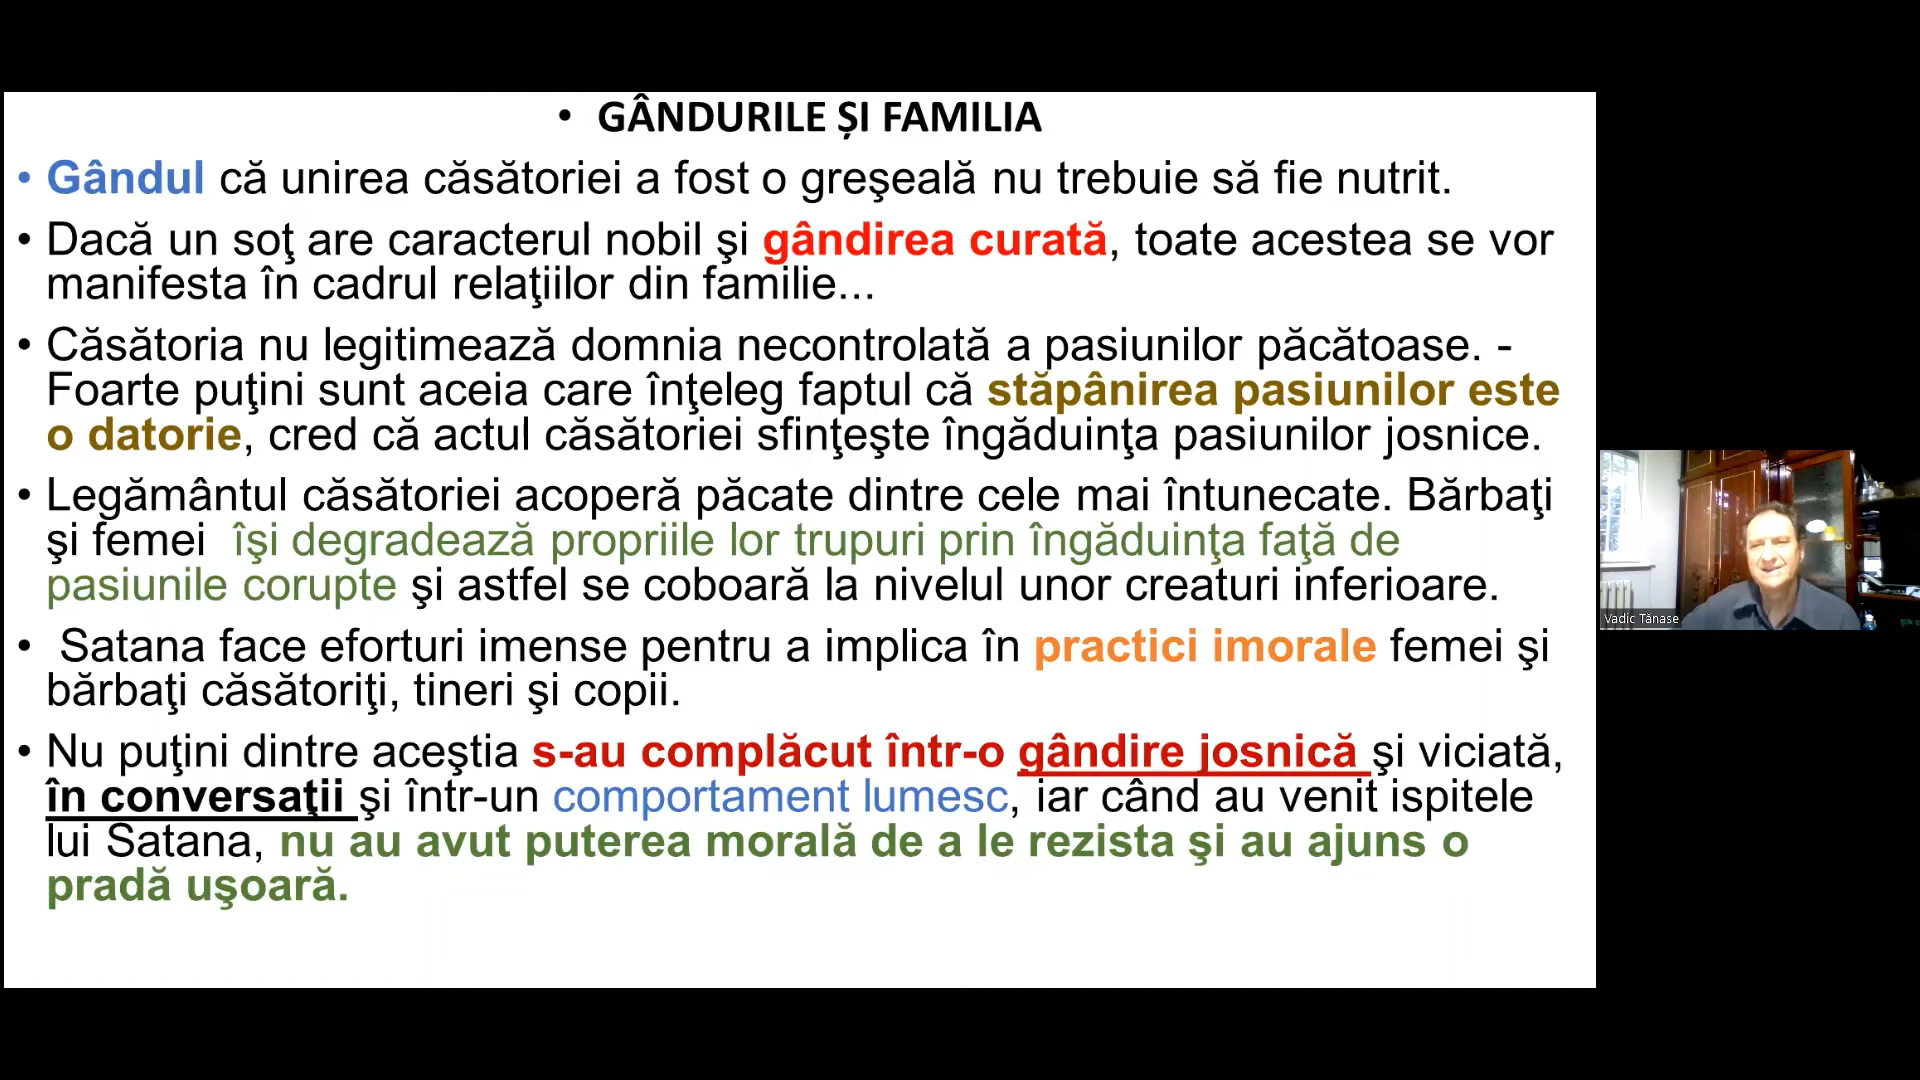 • GÂNDURILE ȘI FAMILIA
• Gândul că unirea căsătoriei a fost o greşeală nu trebuie să fie nutrit.
• Dacă un soţ are caracterul nobil şi gândirea curată, toate acestea se vor
manifesta în cadrul relaţiilor din familie...
• Căsătoria nu legitimează domnia necontrolată a pasiunilor păcătoase. -
Foarte puţini sunt aceia care înţeleg faptul că stăpânirea pasiunilor este
o datorie, cred că actul căsătoriei sfinţeşte îngăduinţa pasiunilor josnice.
• Legământul căsătoriei acoperă păcate dintre cele mai întunecate. Bărbaţi
şi femei îşi degradează propriile lor trupuri prin îngăduinţa faţă de
pasiunile corupte şi astfel se coboară la nivelul unor creaturi inferioare.
• Satana face eforturi imense pentru a implica în practici imorale femei şi
bărbaţi căsătoriţi, tineri şi copii.
• Nu puţini dintre aceştia s-au complăcut într-o gândire josnică şi viciată,
în conversaţii şi într-un comportament lumesc, iar când au venit ispitele
lui Satana, nu au avut puterea morală de a le rezista şi au ajuns o
pradă uşoară.
Vadic Tănase